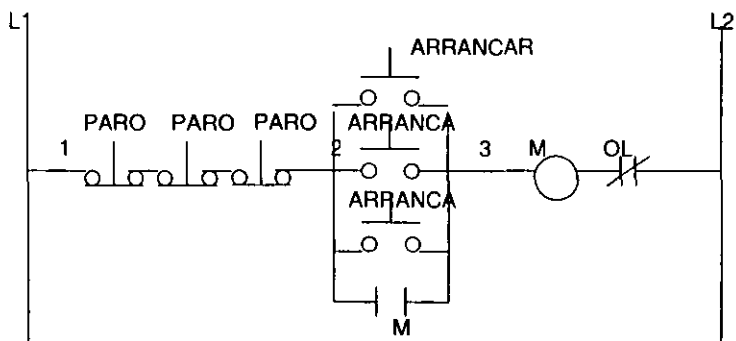 L1 L2
ARRANCAR
PARO PARO PARO ARRANCA
1 2 3 M OL
ARRANCA
M